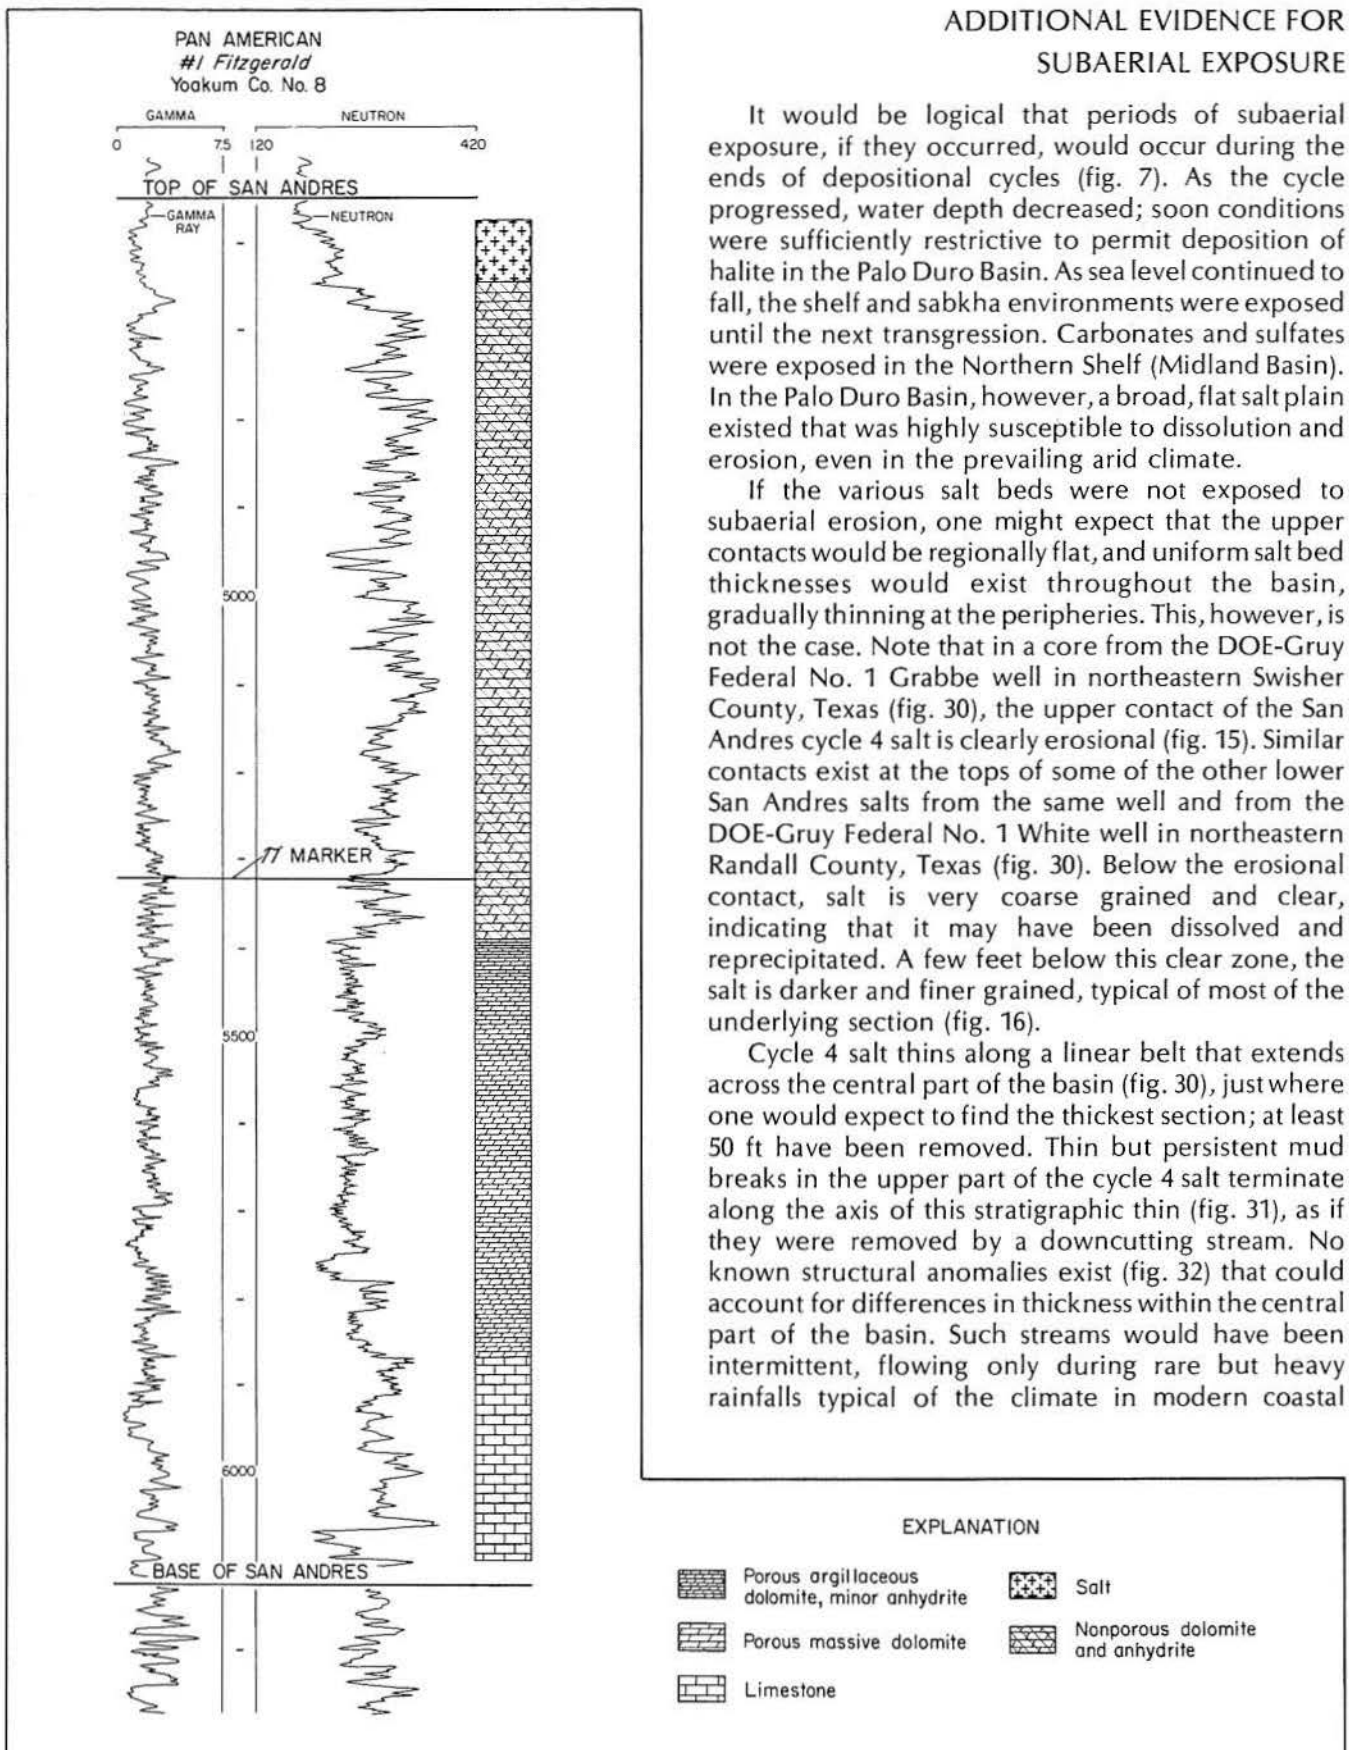 PAN AMERICAN
#1 Fitzgerald
Yoakum Co. No. 8
GAMMA NEUTRON
0 75 120 420
TOP OF SAN ANDRES
GAMMA RAY
NEUTRON
5000
π MARKER
5500
6000
BASE OF SAN ANDRES
ADDITIONAL EVIDENCE FOR
SUBAERIAL EXPOSURE
It would be logical that periods of subaerial
exposure, if they occurred, would occur during the
ends of depositional cycles (fig. 7). As the cycle
progressed, water depth decreased; soon conditions
were sufficiently restrictive to permit deposition of
halite in the Palo Duro Basin. As sea level continued to
fall, the shelf and sabkha environments were exposed
until the next transgression. Carbonates and sulfates
were exposed in the Northern Shelf (Midland Basin).
In the Palo Duro Basin, however, a broad, flat salt plain
existed that was highly susceptible to dissolution and
erosion, even in the prevailing arid climate.
If the various salt beds were not exposed to
subaerial erosion, one might expect that the upper
contacts would be regionally flat, and uniform salt bed
thicknesses would exist throughout the basin,
gradually thinning at the peripheries. This, however, is
not the case. Note that in a core from the DOE-Gruy
Federal No. 1 Grabbe well in northeastern Swisher
County, Texas (fig. 30), the upper contact of the San
Andres cycle 4 salt is clearly erosional (fig. 15). Similar
contacts exist at the tops of some of the other lower
San Andres salts from the same well and from the
DOE-Gruy Federal No. 1 White well in northeastern
Randall County, Texas (fig. 30). Below the erosional
contact, salt is very coarse grained and clear,
indicating that it may have been dissolved and
reprecipitated. A few feet below this clear zone, the
salt is darker and finer grained, typical of most of the
underlying section (fig. 16).
Cycle 4 salt thins along a linear belt that extends
across the central part of the basin (fig. 30), just where
one would expect to find the thickest section; at least
50 ft have been removed. Thin but persistent mud
breaks in the upper part of the cycle 4 salt terminate
along the axis of this stratigraphic thin (fig. 31), as if
they were removed by a downcutting stream. No
known structural anomalies exist (fig. 32) that could
account for differences in thickness within the central
part of the basin. Such streams would have been
intermittent, flowing only during rare but heavy
rainfalls typical of the climate in modern coastal
EXPLANATION
Porous argillaceous
dolomite, minor anhydrite
Porous massive dolomite
Limestone
Salt
Nonporous dolomite
and anhydrite